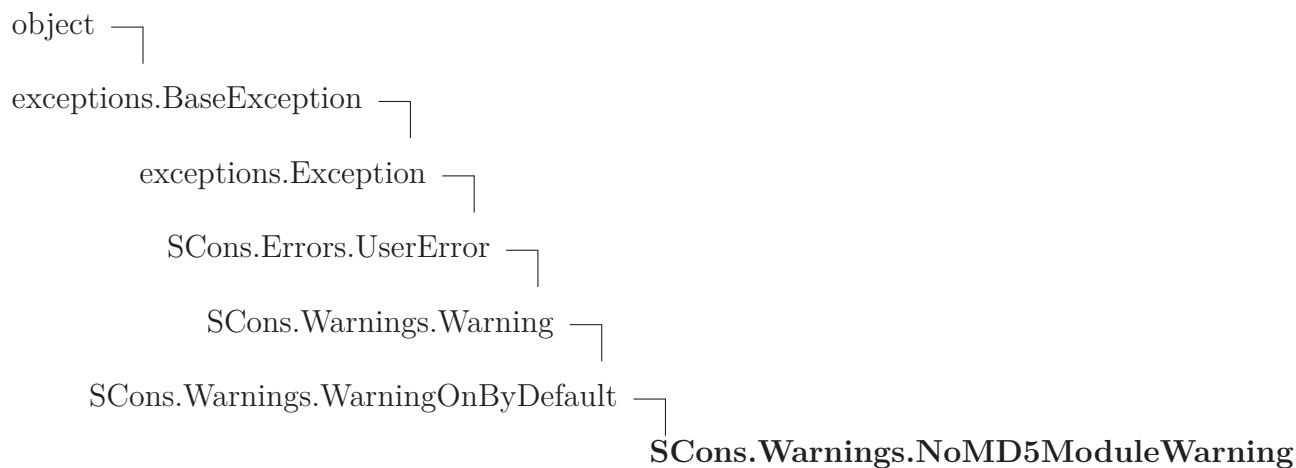 object
exceptions.BaseException
exceptions.Exception
SCons.Errors.UserError
SCons.Warnings.Warning
SCons.Warnings.WarningOnByDefault
SCons.Warnings.NoMD5ModuleWarning